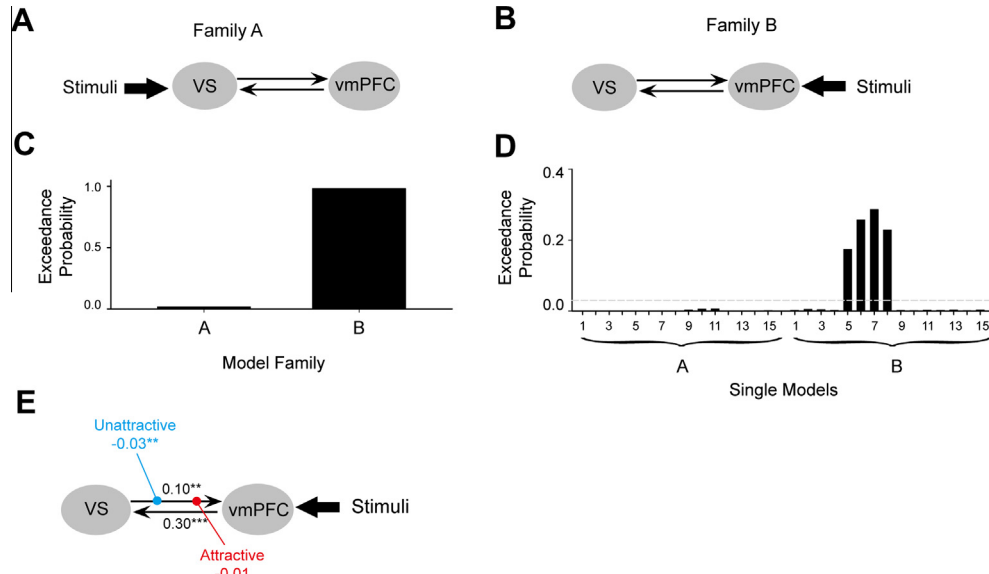 A
Family A
Stimuli
VS
vmPFC
B
Family B
VS
vmPFC
Stimuli
C
Exceedance
Probability
1.0
0.5
0.0
A
B
Model Family
D
Exceedance
Probability
0.4
0.2
0.0
1 3 5 7 9 11 13 15 1 3 5 7 9 11 13 15
A
B
Single Models
E
Unattractive
-0.03**
VS
0.10**
0.30***
vmPFC
Stimuli
Attractive